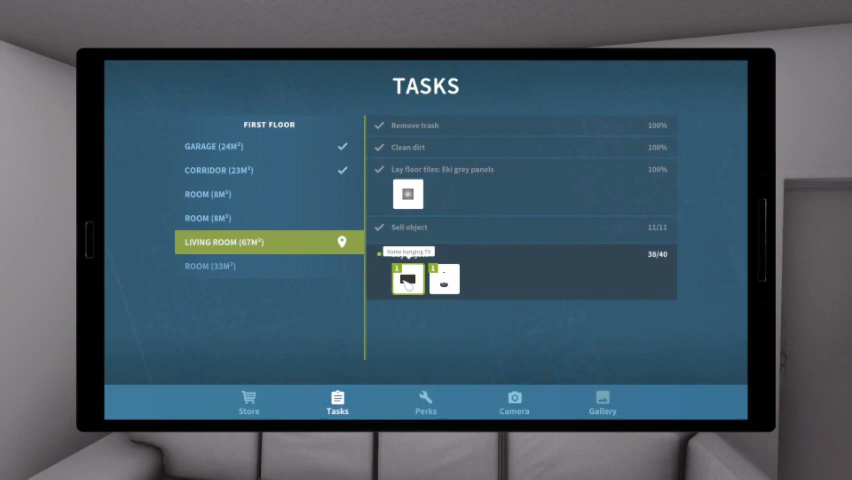 TASKS
FIRST FLOOR
GARAGE (24M²)
CORRIDOR (23M²)
ROOM (8M²)
ROOM (8M²)
LIVING ROOM (67M²)
ROOM (33M²)
Remove trash 100%
Clean dirt 100%
Lay floor tiles: Eki grey panels 100%
Sell object 11/11
hanging TV
38/40
1 1
Store Tasks Perks Camera Gallery